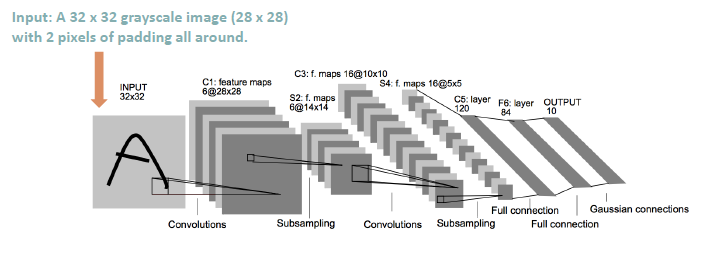 Input: A 32 x 32 grayscale image (28 x 28)
with 2 pixels of padding all around.
INPUT
32x32
C1: feature maps
6@28x28
C3: f. maps 16@10x10
S2: f. maps
6@14x14
S4: f. maps 16@5x5
C5: layer
120
F6: layer
84
OUTPUT
10
Convolutions
Subsampling
Convolutions
Subsampling
Full connection
Full connection
Gaussian connections